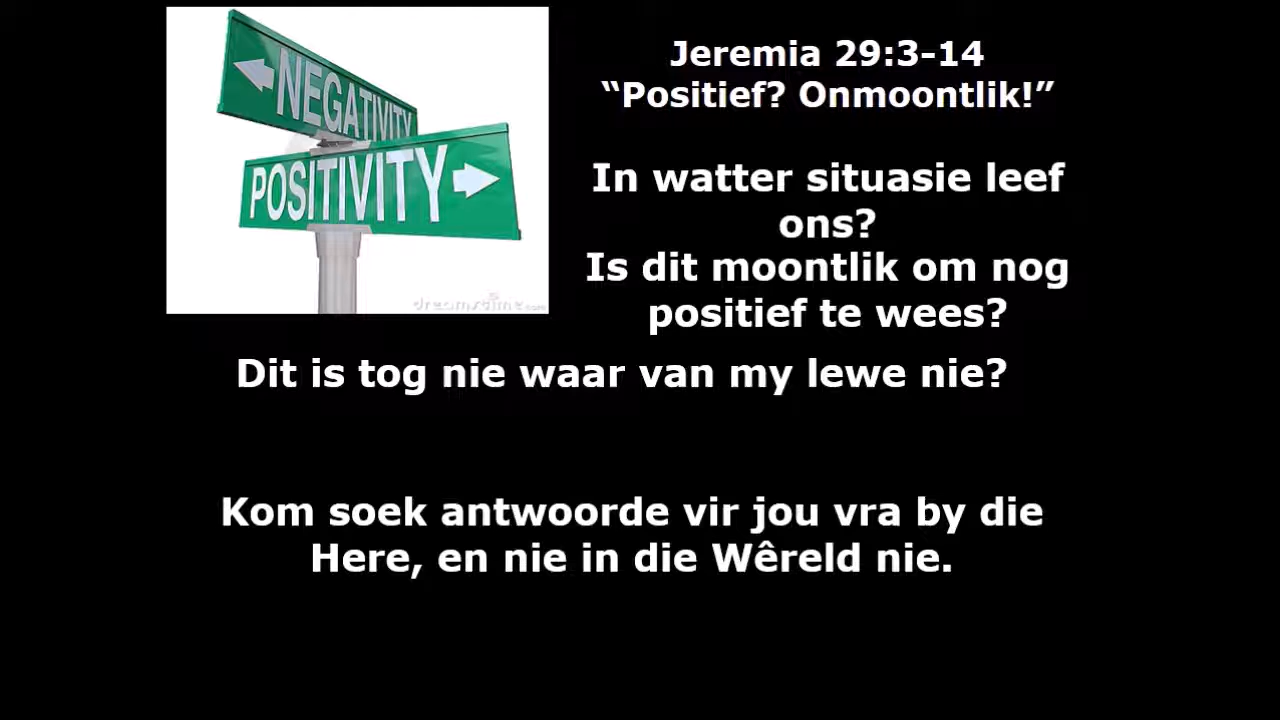 NEGATIVITY
POSITIVITY
dreamstime.com
Jeremia 29:3-14
“Positief? Onmoontlik!”
In watter situasie leef
ons?
Is dit moontlik om nog
positief te wees?
Dit is tog nie waar van my lewe nie?
Kom soek antwoorde vir jou vra by die
Here, en nie in die Wêreld nie.